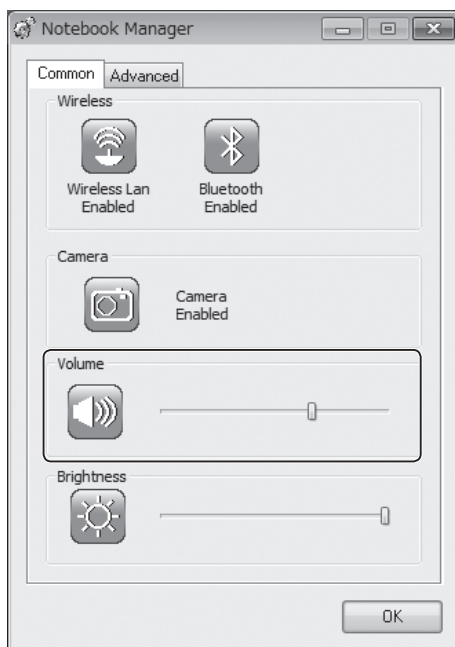 Notebook Manager
Common Advanced
Wireless
Wireless Lan
Enabled
Bluetooth
Enabled
Camera
Camera
Enabled
Volume
Brightness
OK